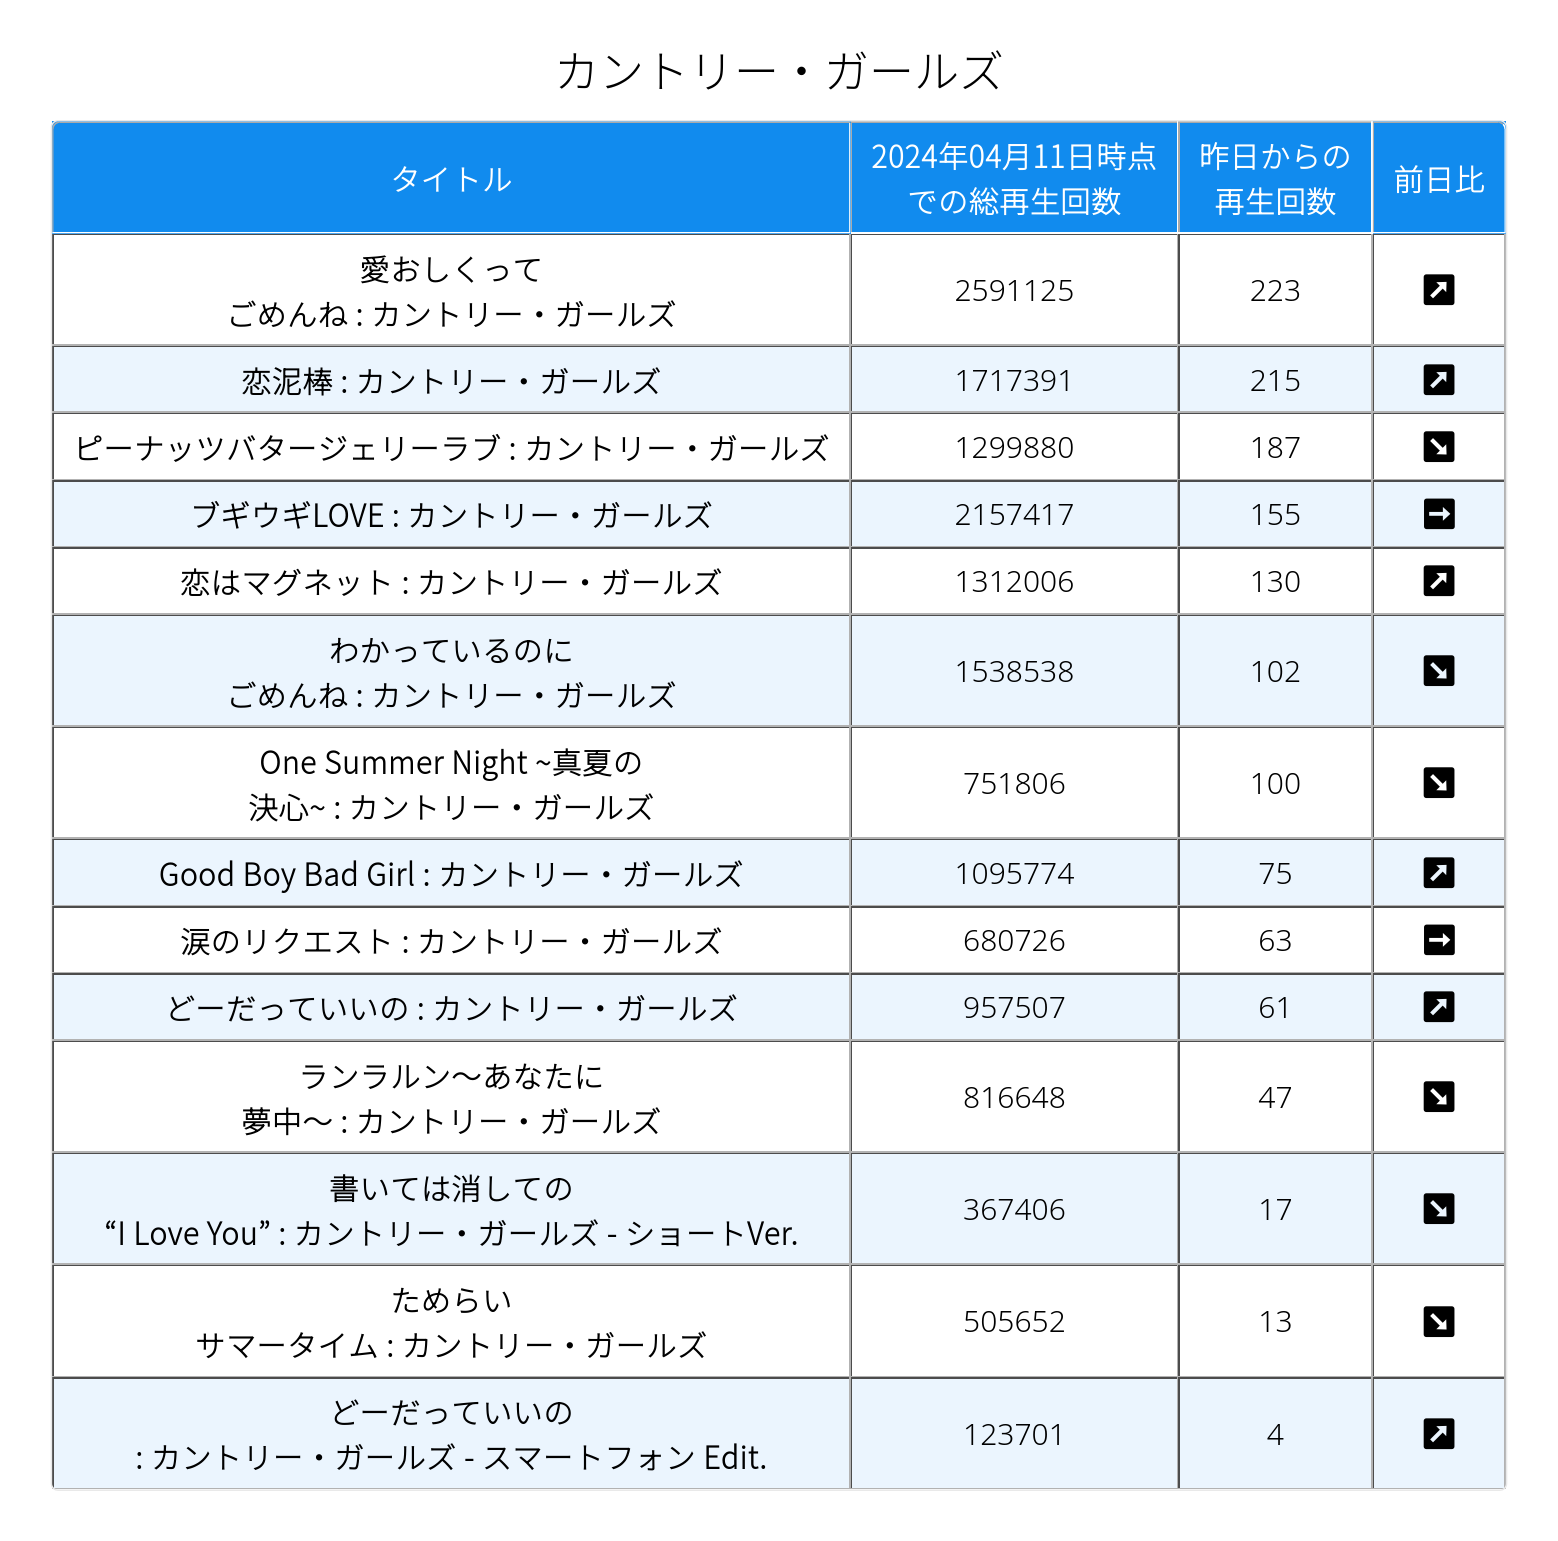 カントリー・ガールズ
タイトル
2024年04月11日時点
での総再生回数
昨日からの
再生回数
前日比
愛おしくって
ごめんね : カントリー・ガールズ
2591125
223
↗
恋泥棒 : カントリー・ガールズ
1717391
215
↗
ピーナッツバタージェリーラブ : カントリー・ガールズ
1299880
187
↘
ブギウギLOVE : カントリー・ガールズ
2157417
155
→
恋はマグネット : カントリー・ガールズ
1312006
130
↗
わかっているのに
ごめんね : カントリー・ガールズ
1538538
102
↘
One Summer Night ~真夏の
決心~ : カントリー・ガールズ
751806
100
↘
Good Boy Bad Girl : カントリー・ガールズ
1095774
75
↗
涙のリクエスト : カントリー・ガールズ
680726
63
→
どーだっていいの : カントリー・ガールズ
957507
61
↗
ランラルン～あなたに
夢中～ : カントリー・ガールズ
816648
47
↘
書いては消しての
“I Love You” : カントリー・ガールズ - ショートVer.
367406
17
↘
ためらい
サマータイム : カントリー・ガールズ
505652
13
↘
どーだっていいの
: カントリー・ガールズ - スマートフォン Edit.
123701
4
↗